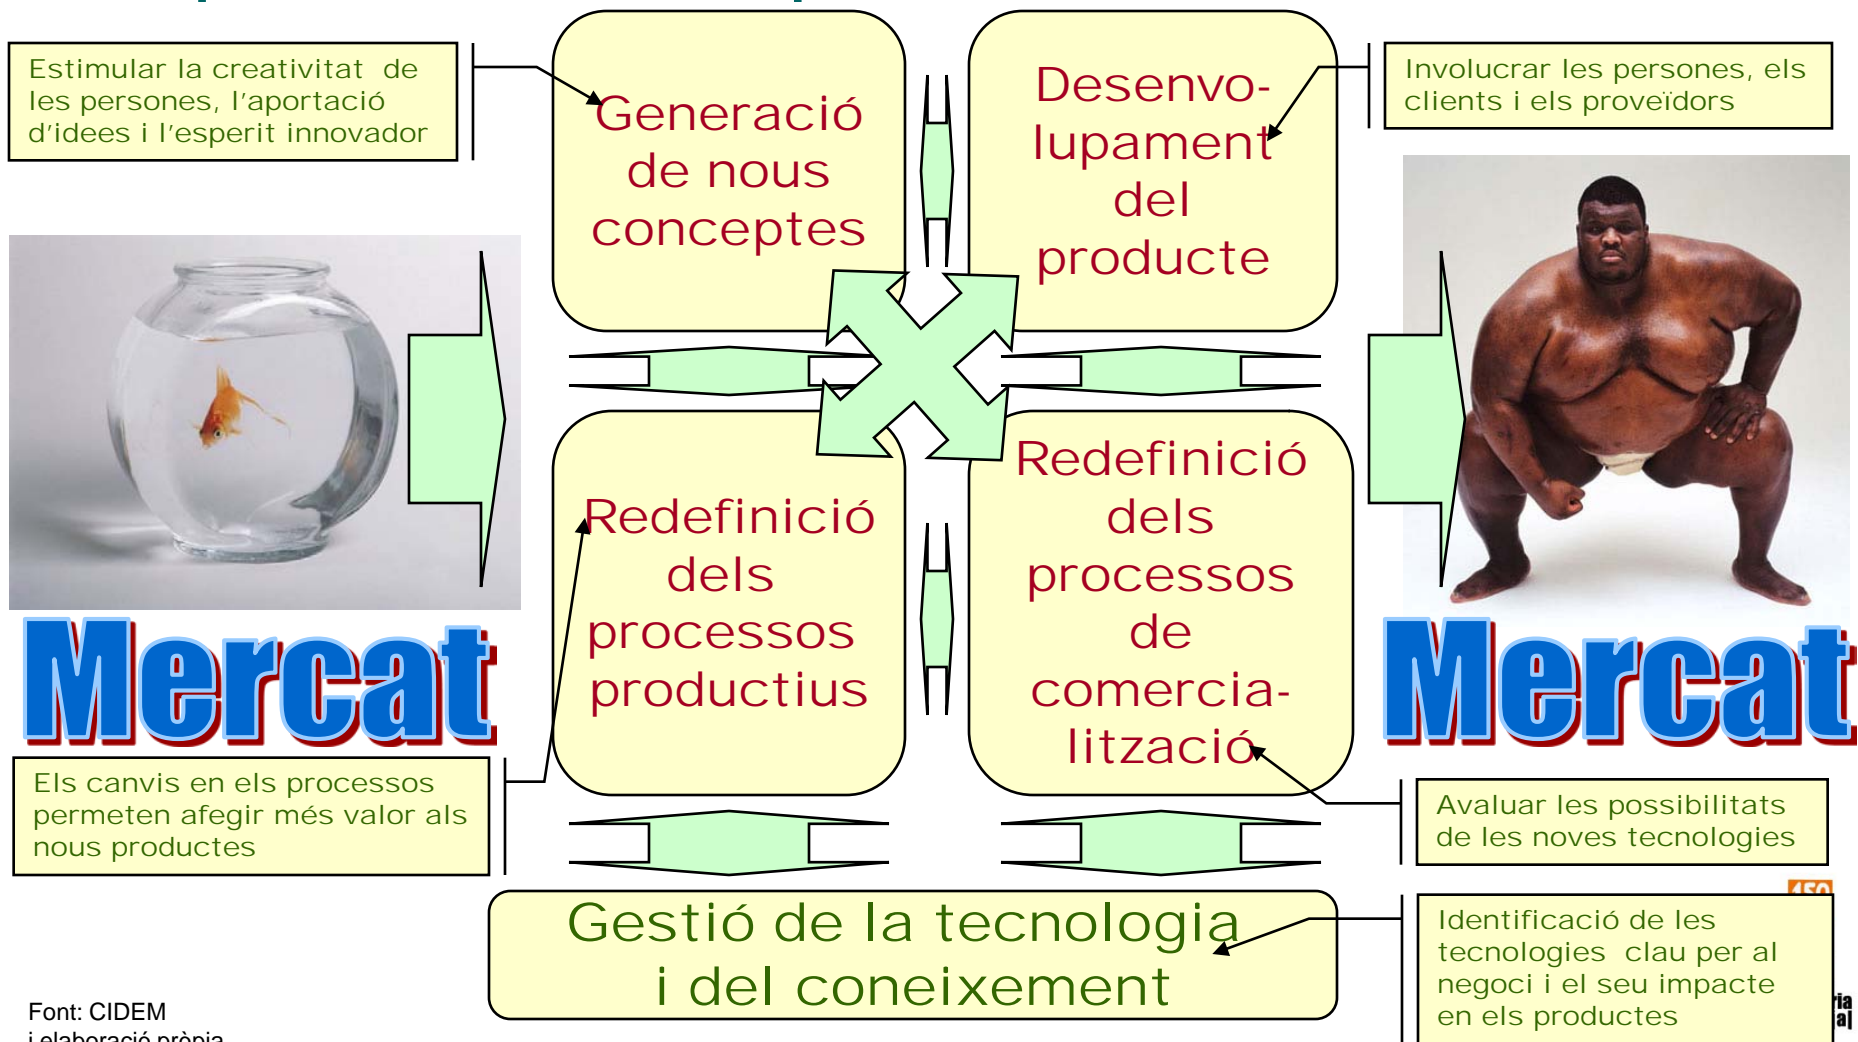 Estimular la creativitat de
les persones, l'aportació
d'idees i l'esperit innovador
Generació
de nous
conceptes
Desenvo-
lupament
del
producte
Involucrar les persones, els
clients i els proveïdors
Mercat
Redefinició
dels
processos
productius
Redefinició
dels
processos
de
comercia-
lització
Mercat
Els canvis en els processos
permeten afegir més valor als
nous productes
Avaluar les possibilitats
de les noves tecnologies
Gestió de la tecnologia
i del coneixement
Identificació de les
tecnologies clau per al
negoci i el seu impacte
en els productes
Font: CIDEM
i elaboració pròpia